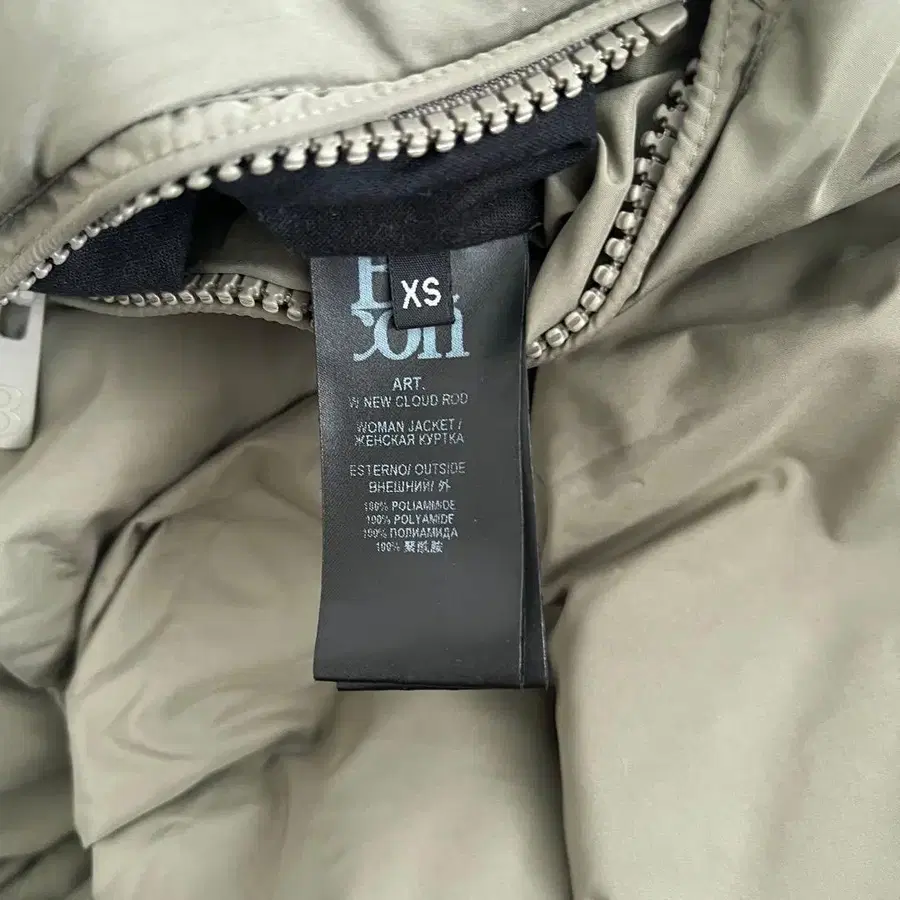 XS
ART.
W NEW CLOUD ROD
WOMAN JACKET/
ЖЕНСКАЯ КУРТКА
ESTERNO/ OUTSIDE
ВНЕШНИИ/ 外
100% POLIAMMIDE
100% POLYAMIDE
100% ПОЛИАМИДА
100% 聚酰胺